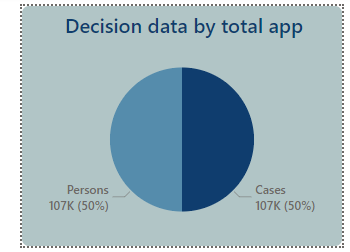 Decision data by total app
Persons
107K (50%)
Cases
107K (50%)